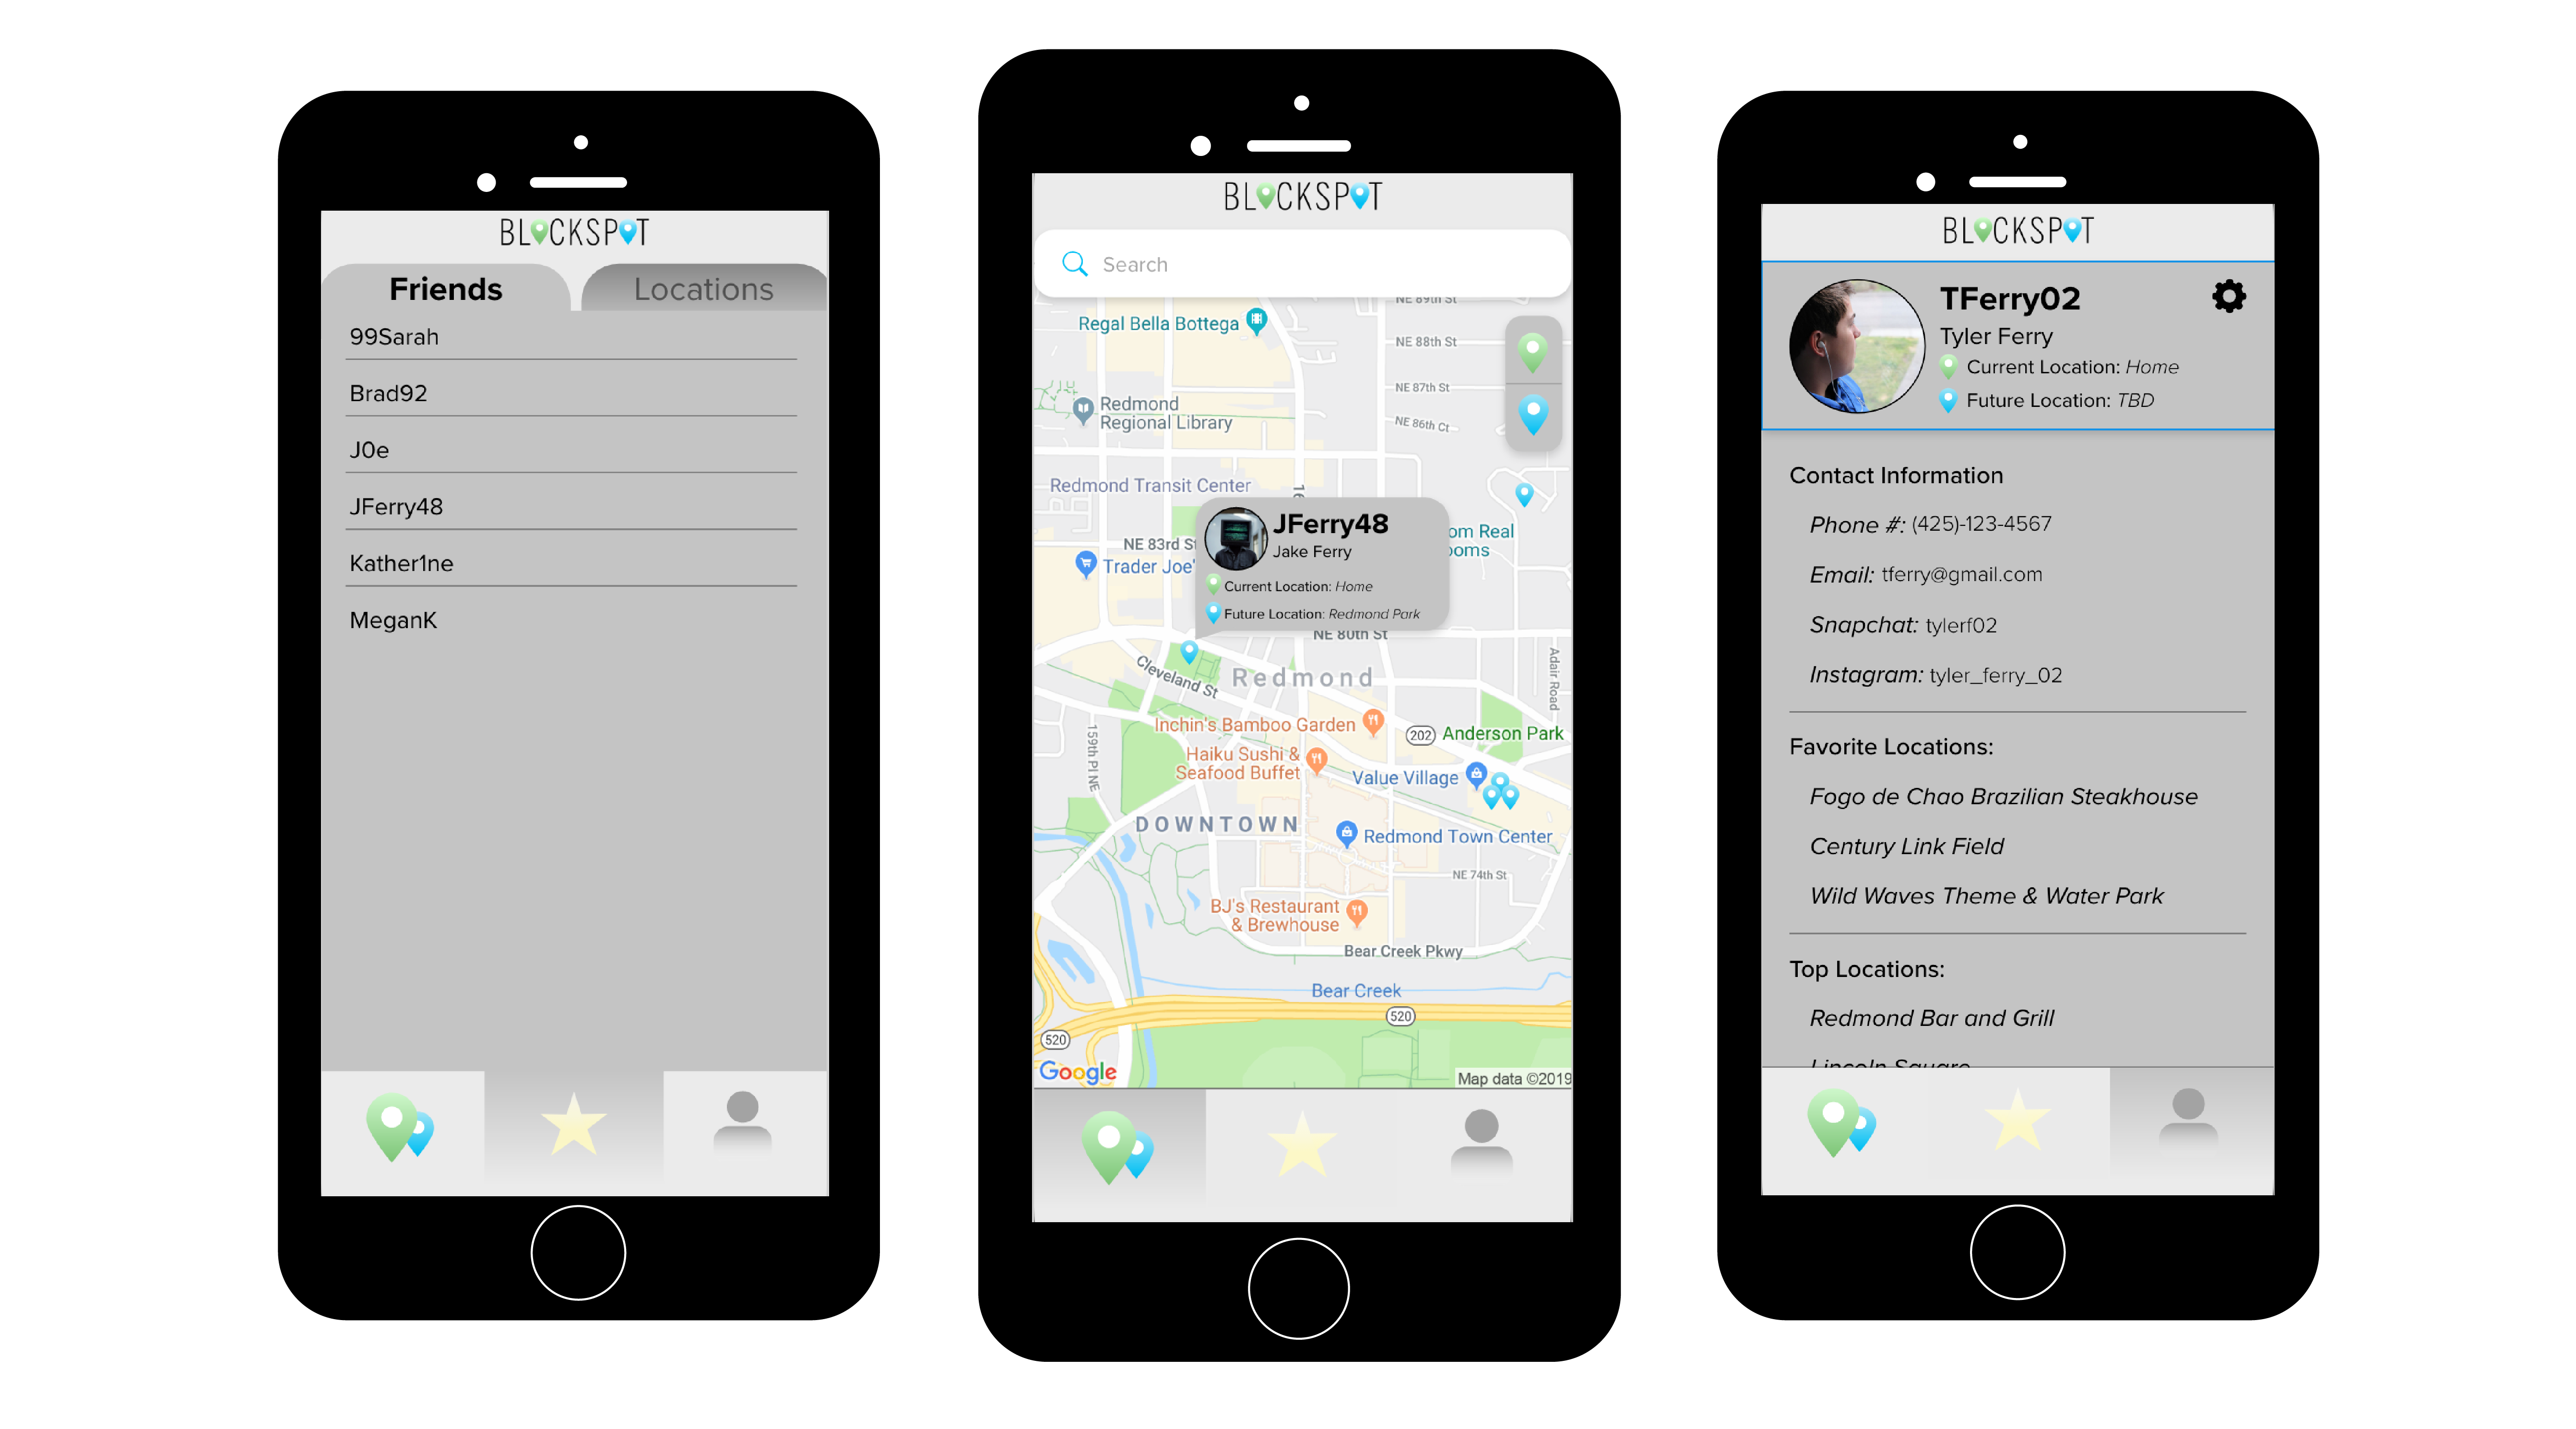 BLOCKSPOT
Friends
Locations
99Sarah
Brad92
J0e
JFerry48
Kather1ne
MeganK
BLOCKSPOT
Search
NE 89th St
Regal Bella Bottega
NE 88th St
NE 87th St
Redmond
Regional Library
NE 86th Ct
Redmond Transit Center
16
JFerry48
Jake Ferry
Current Location: Home
Future Location: Redmond Park
om Real
ooms
NE 83rd St
Trader Joe'
NE 80th St
Cleveland St
Redmond
Adair Road
159th Pl NE
Inchin's Bamboo Garden
202
Anderson Park
Haiku Sushi &
Seafood Buffet
Value Village
DOWNTOWN
Redmond Town Center
NE 74th St
BJ's Restaurant
& Brewhouse
Bear Creek Pkwy
Bear Creek
520
520
Google
Map data ©2019
BLOCKSPOT
TFerry02
Tyler Ferry
Current Location: Home
Future Location: TBD
Contact Information
Phone #: (425)-123-4567
Email: tferry@gmail.com
Snapchat: tylerf02
Instagram: tyler_ferry_02
Favorite Locations:
Fogo de Chao Brazilian Steakhouse
Century Link Field
Wild Waves Theme & Water Park
Top Locations:
Redmond Bar and Grill
Lincoln Square